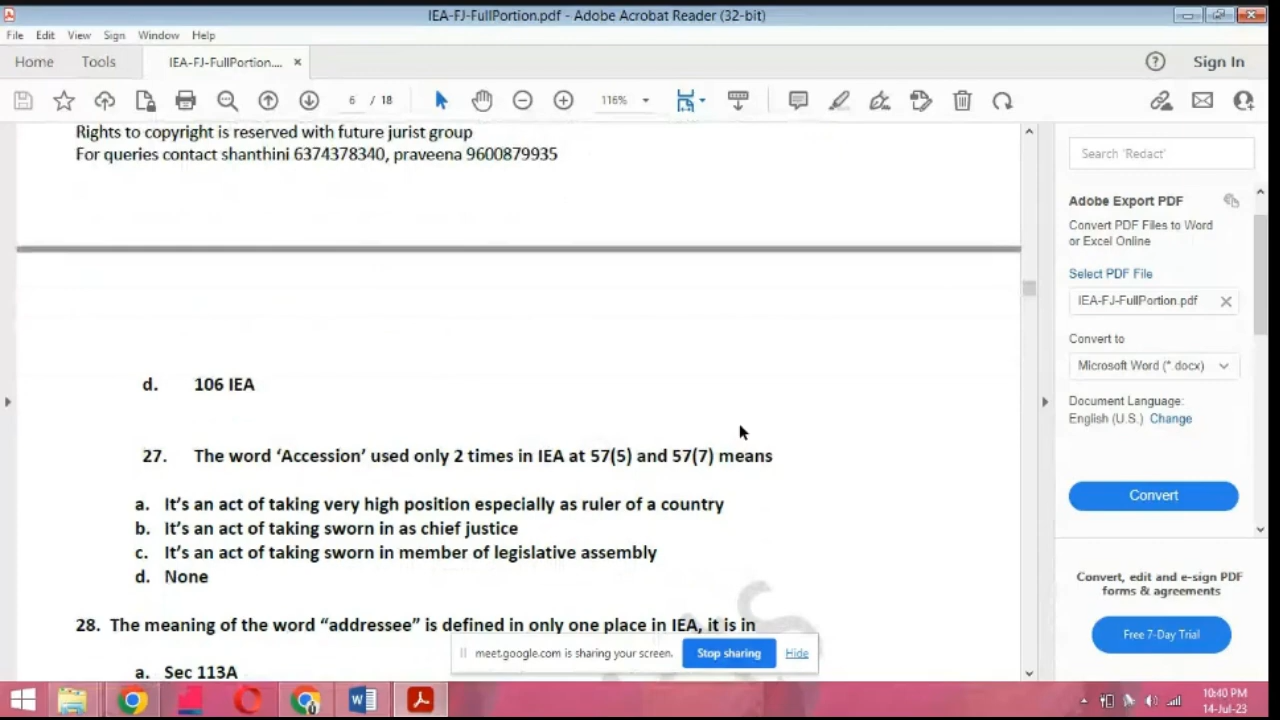 IEA-FJ-FullPortion.pdf - Adobe Acrobat Reader (32-bit)
File Edit View Sign Window Help
Home Tools IEA-FJ-FullPortion.... × Sign In
6 / 18 116%
Rights to copyright is reserved with future jurist group
For queries contact shanthini 6374378340, praveena 9600879935
d. 106 IEA
27. The word ‘Accession’ used only 2 times in IEA at 57(5) and 57(7) means
a. It’s an act of taking very high position especially as ruler of a country
b. It’s an act of taking sworn in as chief justice
c. It’s an act of taking sworn in member of legislative assembly
d. None
28. The meaning of the word “addressee” is defined in only one place in IEA, it is in
a. Sec 113A
meet.google.com is sharing your screen. Stop sharing Hide
Search 'Redact'
Adobe Export PDF
Convert PDF Files to Word
or Excel Online
Select PDF File
IEA-FJ-FullPortion.pdf
Convert to
Microsoft Word (*.docx)
Document Language:
English (U.S.) Change
Convert
Convert, edit and e-sign PDF
forms & agreements
Free 7-Day Trial
10:40 PM
14-Jul-23